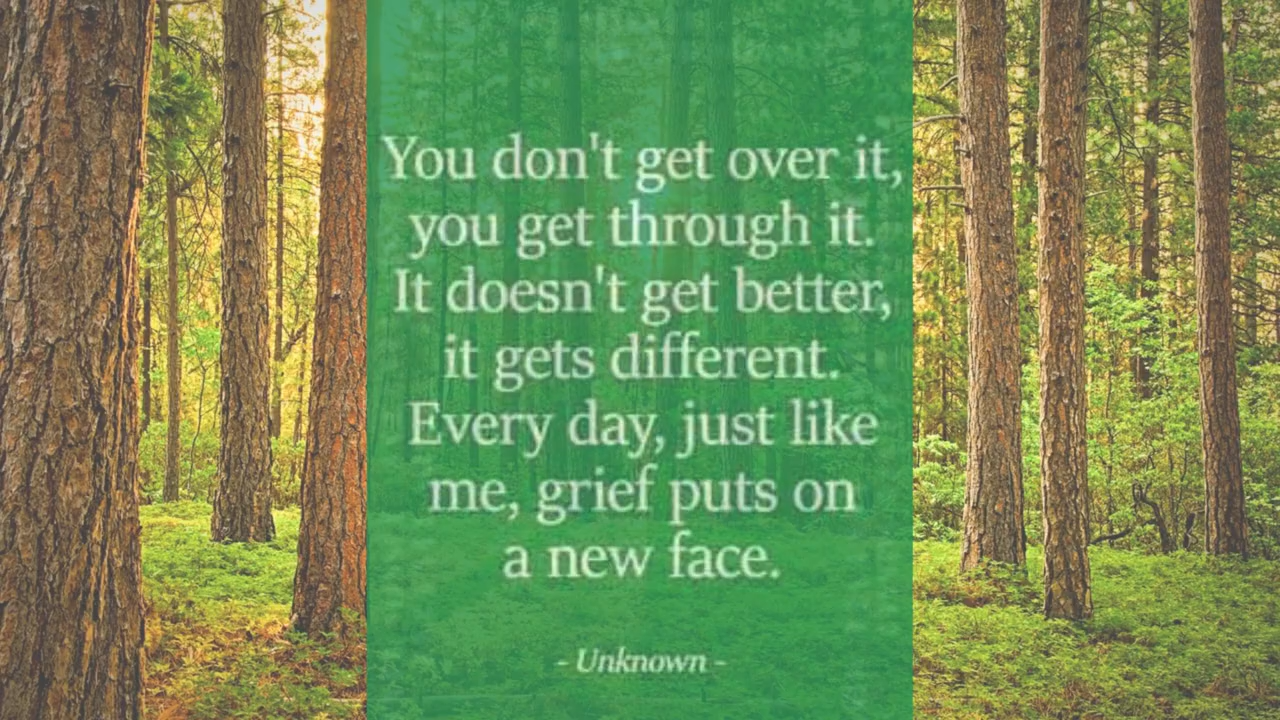 You don't get over it,
you get through it.
It doesn't get better,
it gets different.
Every day, just like
me, grief puts on
a new face.
- Unknown -